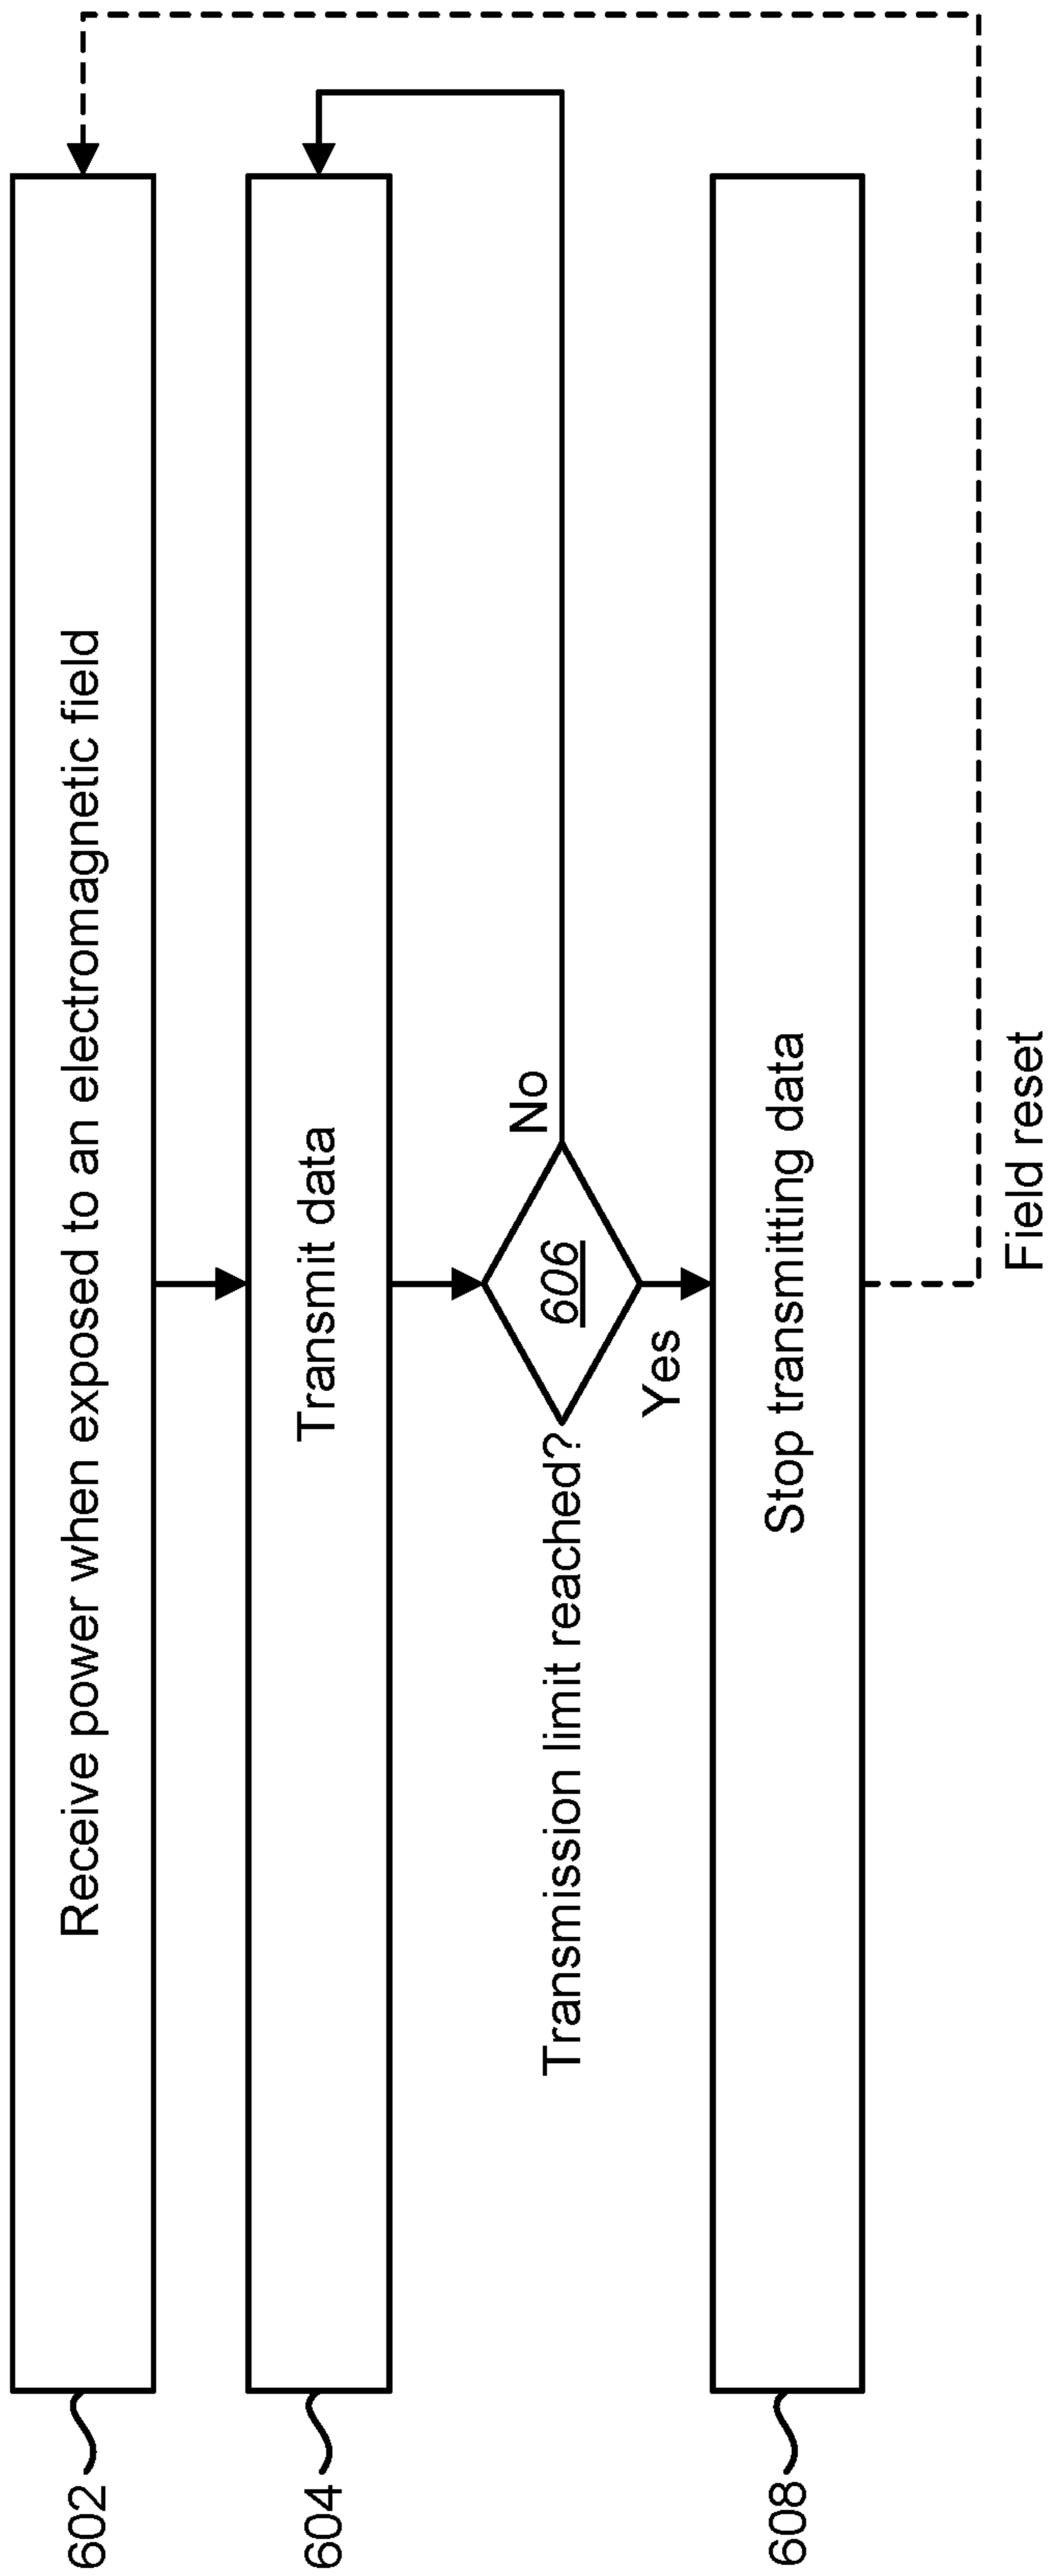 602
Receive power when exposed to an electromagnetic field
604
Transmit data
Transmission limit reached?
606
No
Yes
608
Stop transmitting data
Field reset